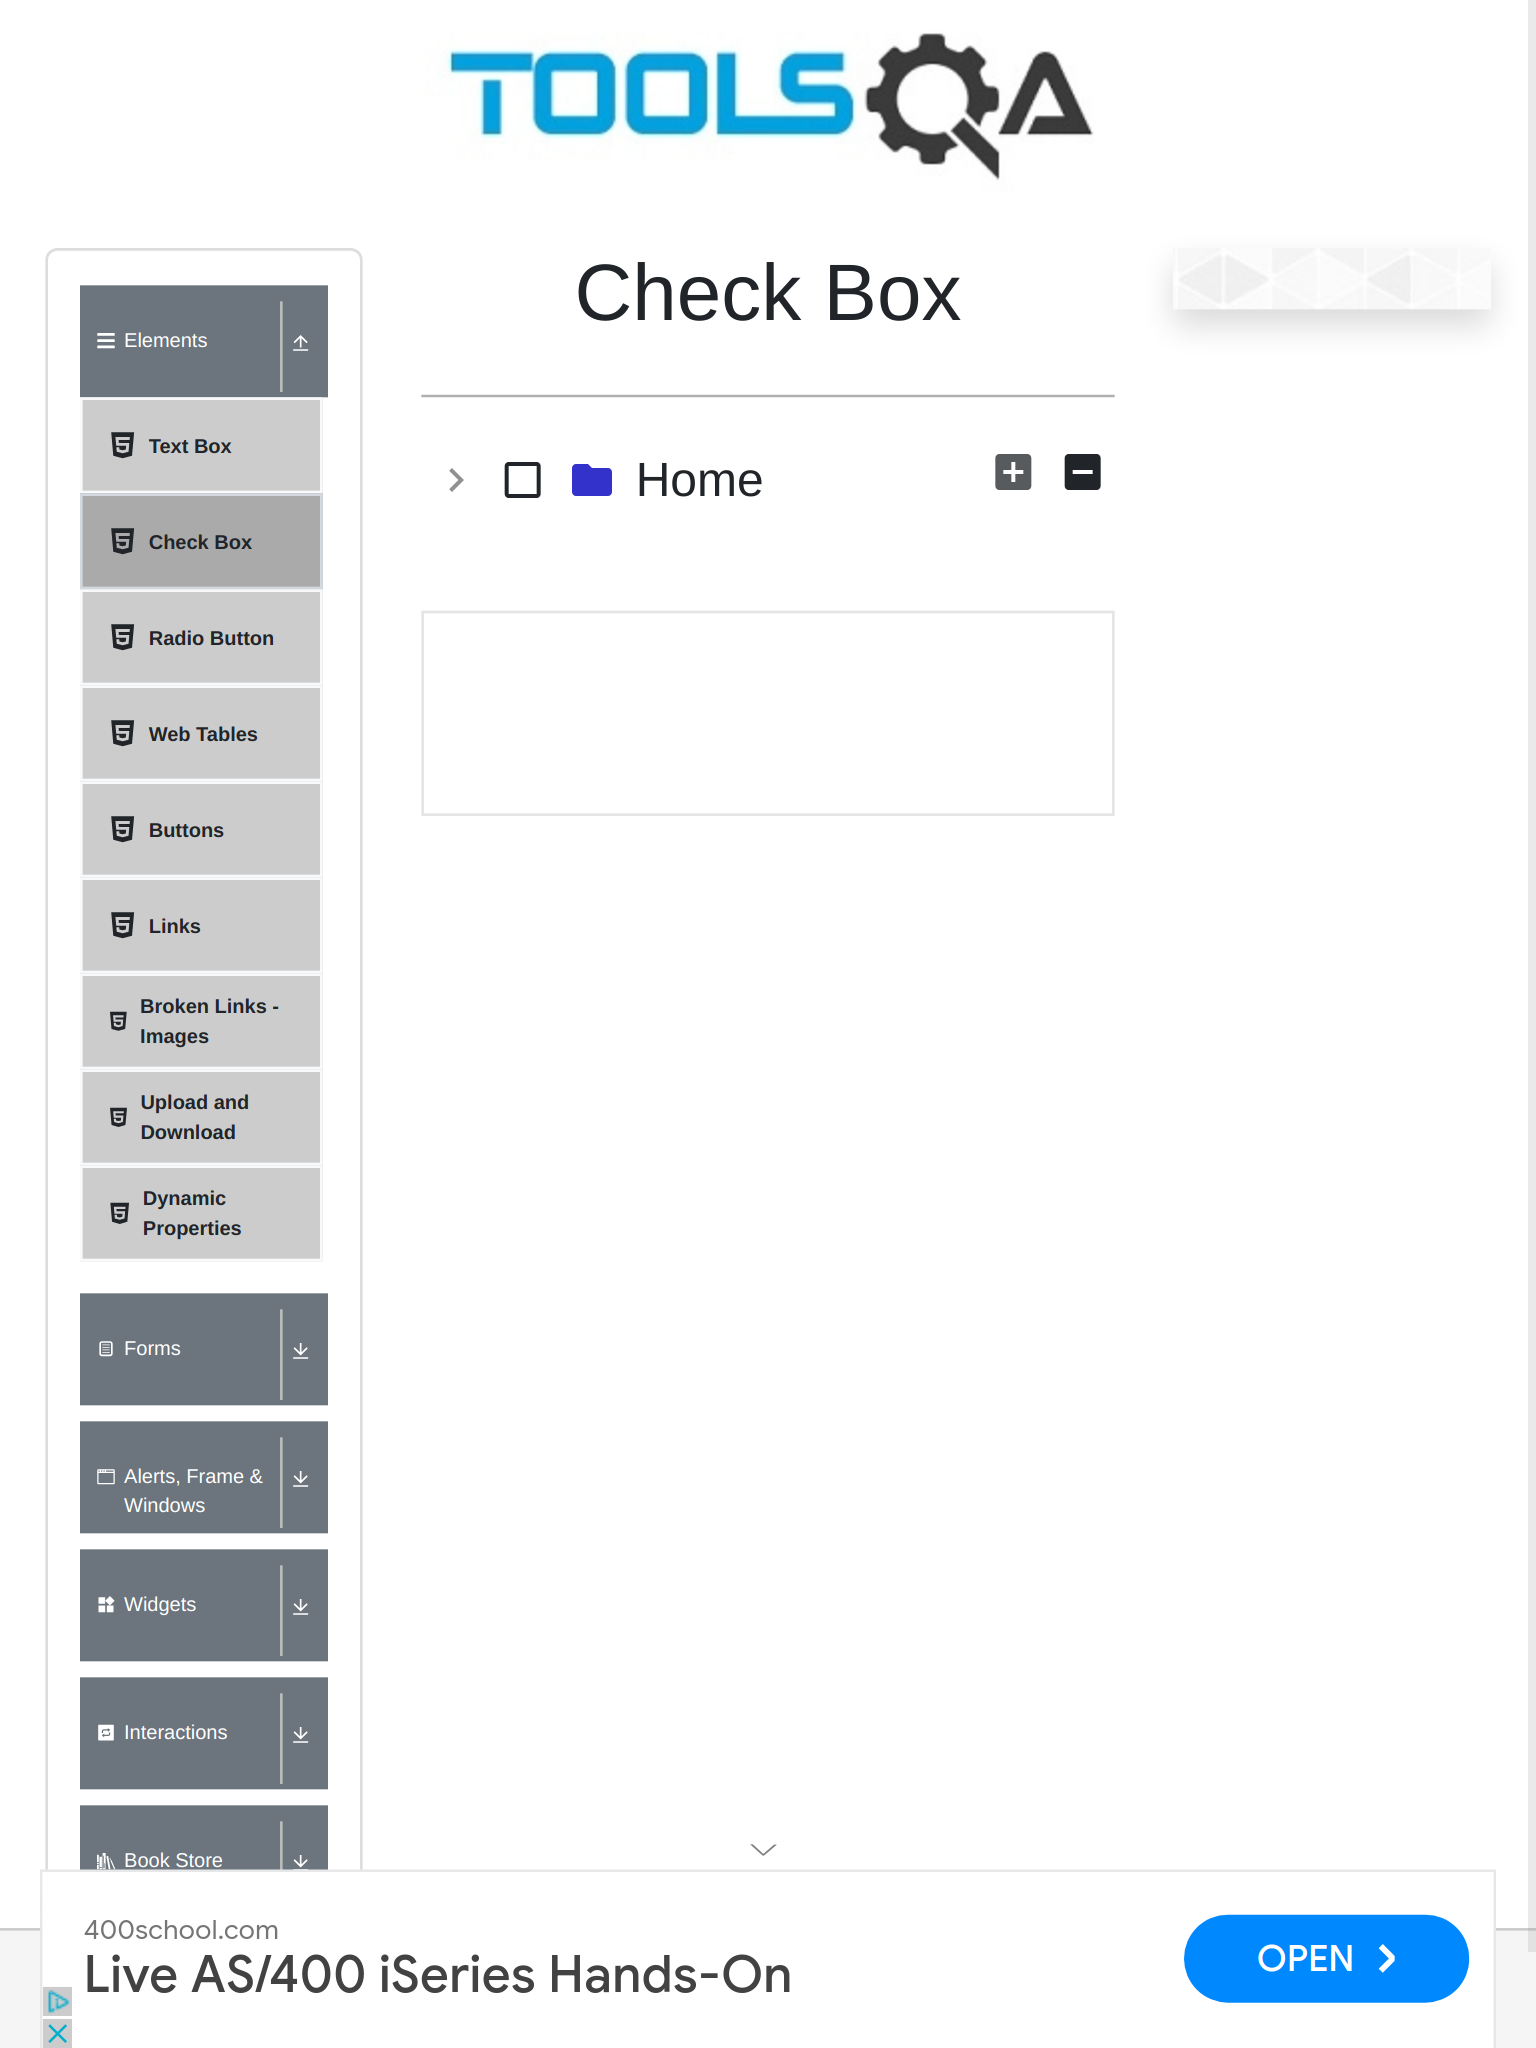 TOOLSQA
Check Box
Elements
Text Box
Check Box
Radio Button
Web Tables
Buttons
Links
Broken Links -
Images
Upload and
Download
Dynamic
Properties
Forms
Alerts, Frame &
Windows
Widgets
Interactions
Book Store
Home
400school.com
Live AS/400 iSeries Hands-On
OPEN